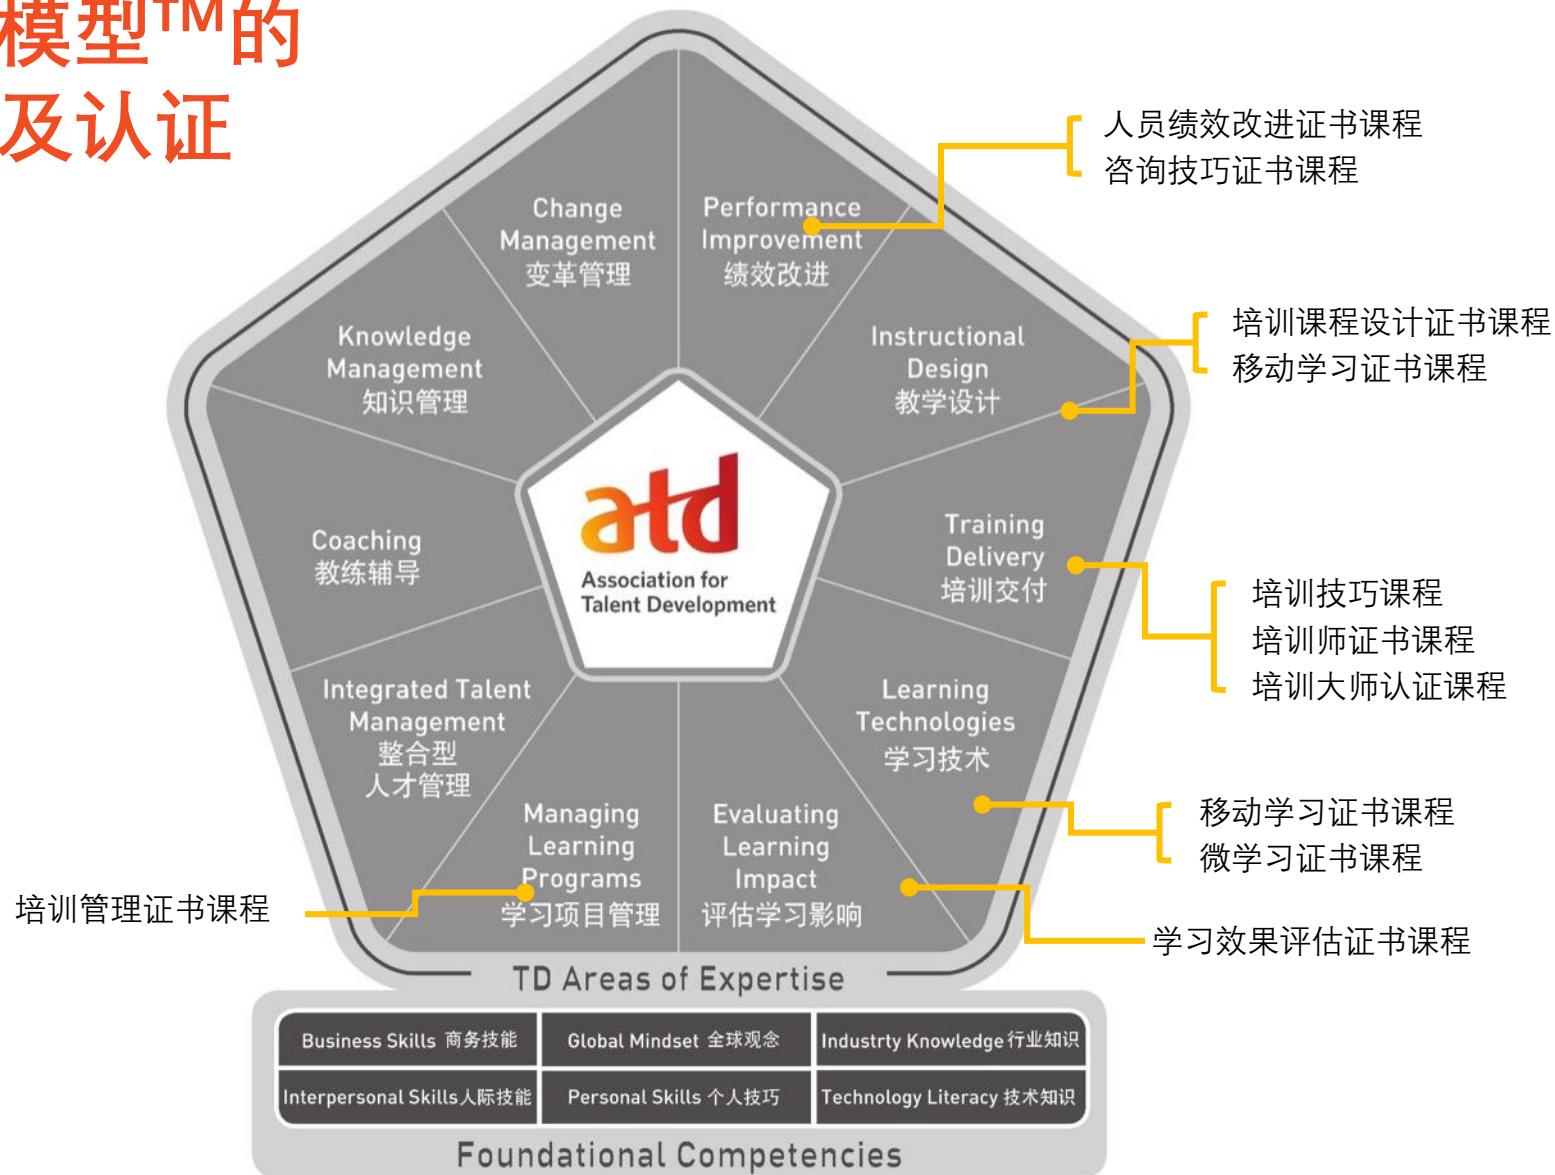 模型™的
及认证
人员绩效改进证书课程
咨询技巧证书课程
Change
Management
变革管理
Performance
Improvement
绩效改进
Knowledge
Management
知识管理
Instructional
Design
教学设计
培训课程设计证书课程
移动学习证书课程
Coaching
教练辅导
atd
Association for
Talent Development
Training
Delivery
培训交付
培训技巧课程
培训师证书课程
培训大师认证课程
Integrated Talent
Management
整合型
人才管理
Learning
Technologies
学习技术
移动学习证书课程
微学习证书课程
Managing
Learning
Programs
学习项目管理
Evaluating
Learning
Impact
评估学习影响
培训管理证书课程
学习效果评估证书课程
TD Areas of Expertise
Business Skills 商务技能
Global Mindset 全球观念
Industrty Knowledge 行业知识
Interpersonal Skills人际技能
Personal Skills 个人技巧
Technology Literacy 技术知识
Foundational Competencies